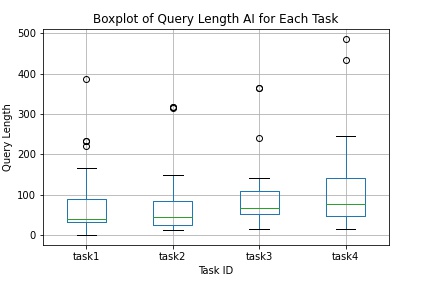 Boxplot of Query Length AI for Each Task
500
400
300
200
100
0
Query Length
task1 task2 task3 task4
Task ID